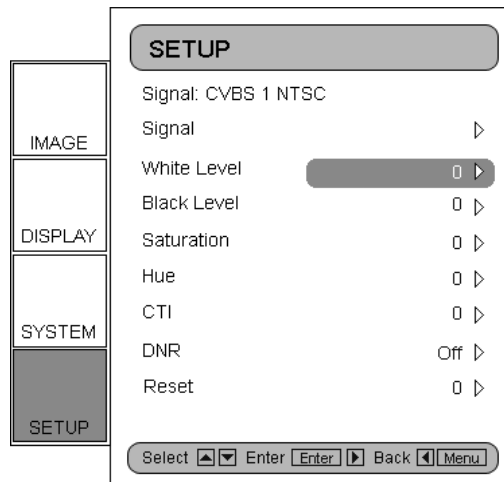 SETUP
Signal: CVBS 1 NTSC
Signal
White Level 0
Black Level 0
Saturation 0
Hue 0
CTI 0
DNR Off
Reset 0
IMAGE
DISPLAY
SYSTEM
SETUP
Select Enter Enter Back Menu